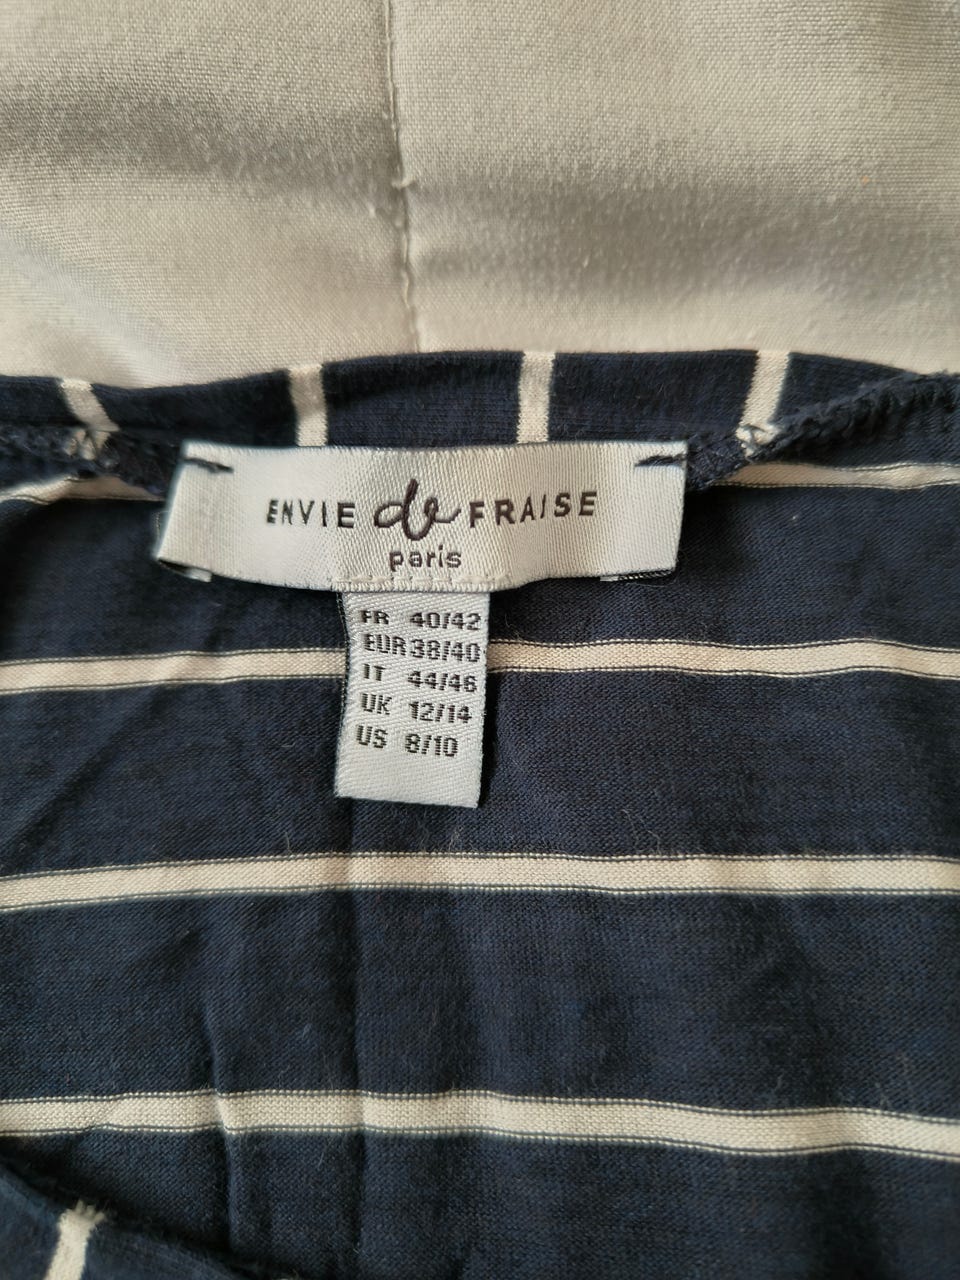 ENVIE de FRAISE
paris
FR 40/42
EUR 38/40
IT 44/46
UK 12/14
US 8/10